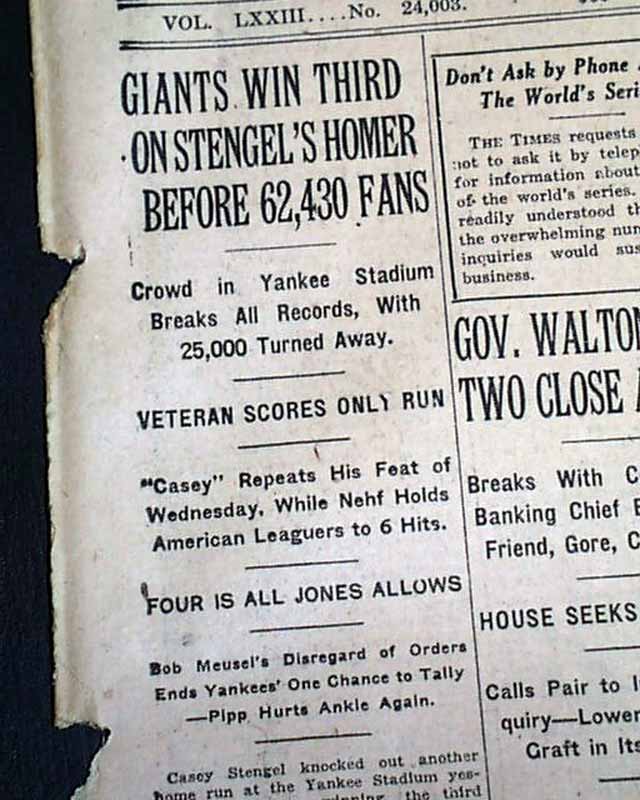 VOL. LXXIII....No. 24,003.
GIANTS WIN THIRD
ON STENGEL'S HOMER
BEFORE 62,430 FANS
Crowd in Yankee Stadium
Breaks All Records, With
25,000 Turned Away.
VETERAN SCORES ONLY RUN
"Casey" Repeats His Feat of
Wednesday, While Nehf Holds
American Leaguers to 6 Hits.
FOUR IS ALL JONES ALLOWS
Bob Meusel's Disregard of Orders
Ends Yankees' One Chance to Tally
—Pipp Hurts Ankle Again.
Casey Stengel knocked out another
home run at the Yankee Stadium yes-
the third
Don't Ask by Phone
The World's Seri
THE TIMES requests
not to ask it by telep
for information about
of the world's series.
readily understood th
the overwhelming num
inquiries would sus
business.
GOV. WALTON
TWO CLOSE
Breaks With C
Banking Chief E
Friend, Gore, C
HOUSE SEEKS
Calls Pair to I
quiry—Lower
Graft in Its